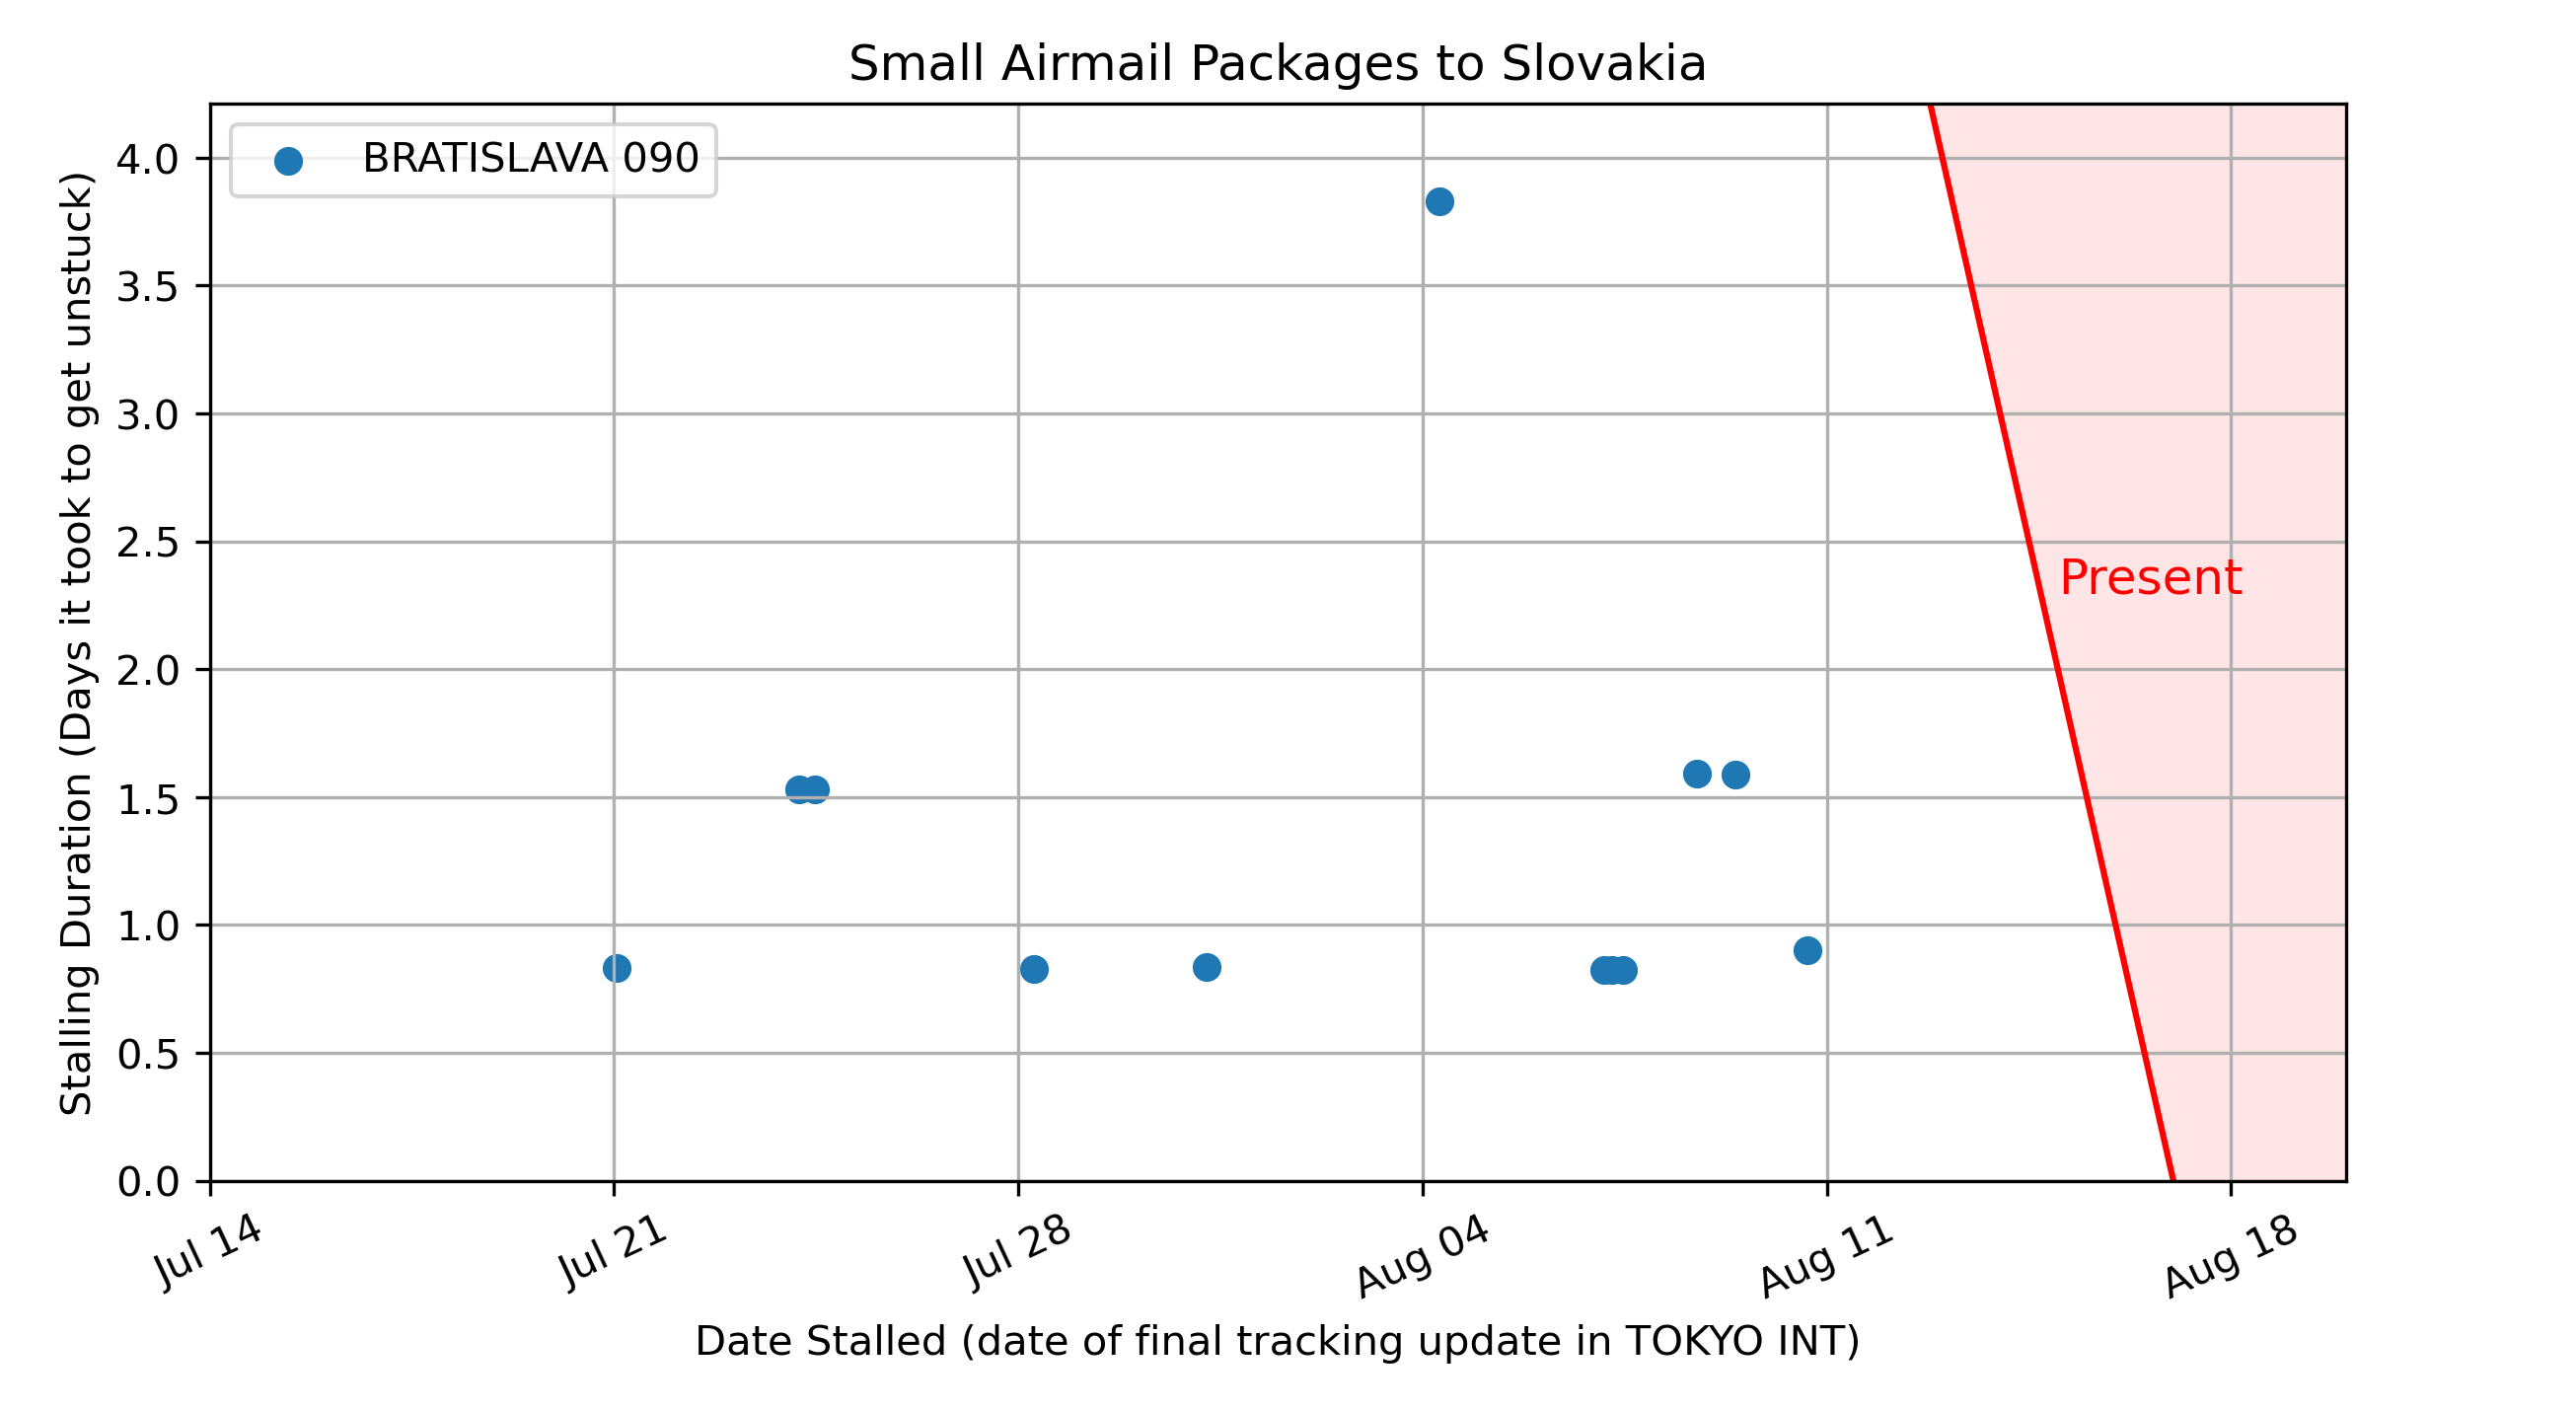 Small Airmail Packages to Slovakia
BRATISLAVA 090
Stalling Duration (Days it took to get unstuck)
4.0
3.5
3.0
2.5
2.0
1.5
1.0
0.5
0.0
Present
Jul 14
Jul 21
Jul 28
Aug 04
Aug 11
Aug 18
Date Stalled (date of final tracking update in TOKYO INT)